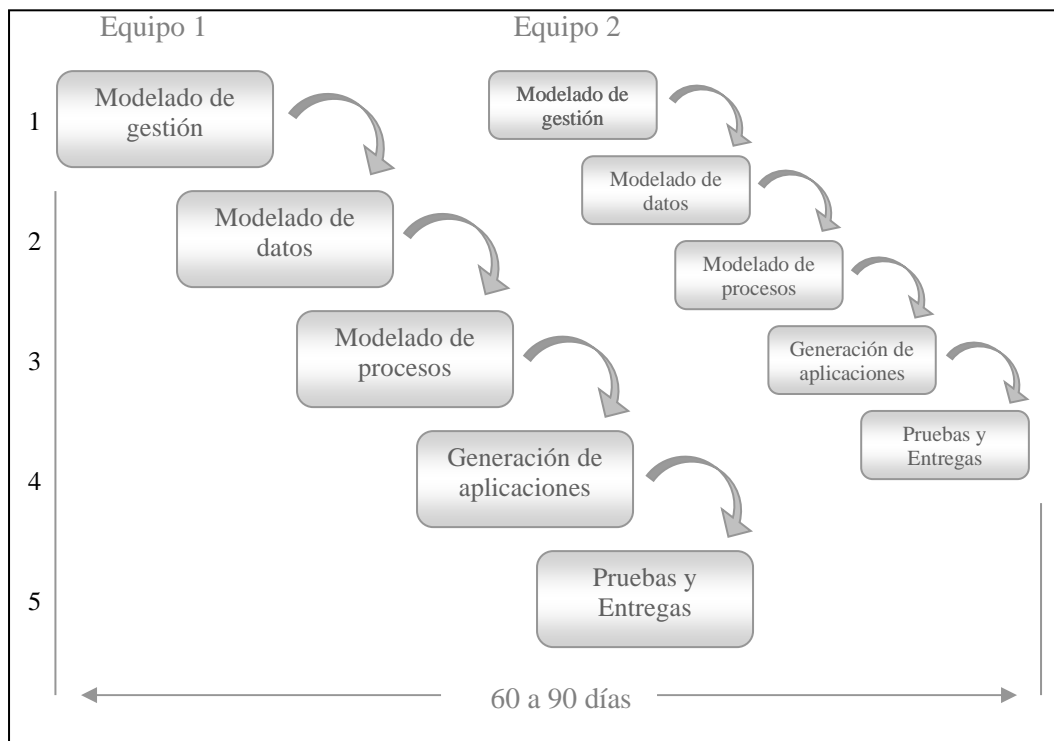 Equipo 1
Equipo 2
1
Modelado de
gestión
2
Modelado de
datos
3
Modelado de
procesos
4
Generación de
aplicaciones
5
Pruebas y
Entregas
Modelado de
gestión
Modelado de
datos
Modelado de
procesos
Generación de
aplicaciones
Pruebas y
Entregas
60 a 90 días